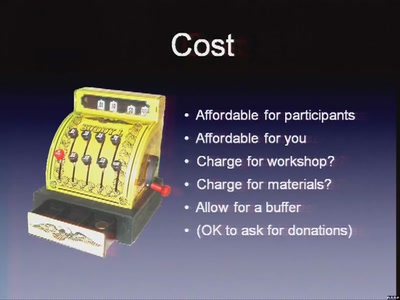 Cost
• Affordable for participants
• Affordable for you
• Charge for workshop?
• Charge for materials?
• Allow for a buffer
• (OK to ask for donations)